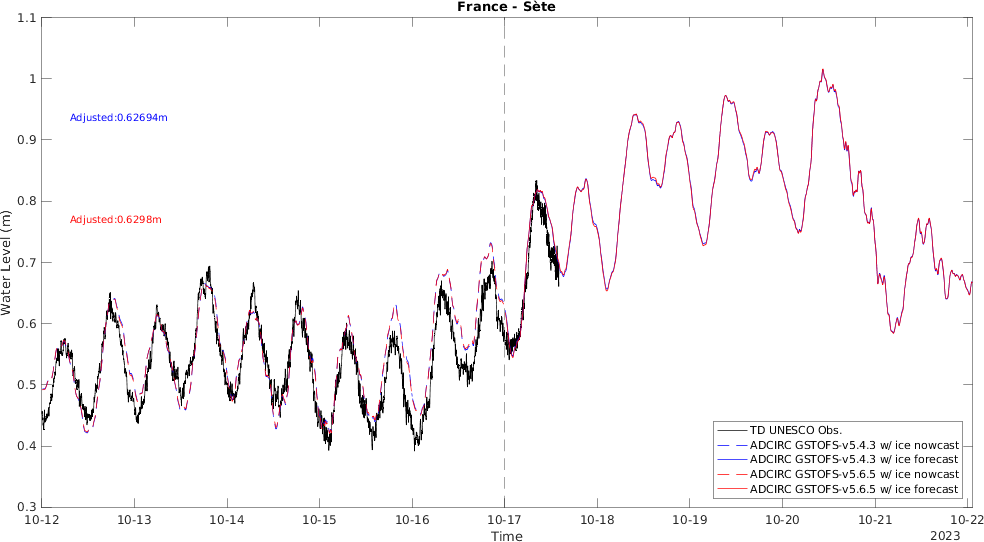 France - Sète
1.1
1
0.9
0.8
0.7
0.6
0.5
0.4
0.3
Water Level (m)
Adjusted:0.62694m
Adjusted:0.6298m
TD UNESCO Obs.
ADCIRC GSTOFS-v5.4.3 w/ ice nowcast
ADCIRC GSTOFS-v5.4.3 w/ ice forecast
ADCIRC GSTOFS-v5.6.5 w/ ice nowcast
ADCIRC GSTOFS-v5.6.5 w/ ice forecast
10-12 10-13 10-14 10-15 10-16 10-17 10-18 10-19 10-20 10-21 10-22
Time
2023